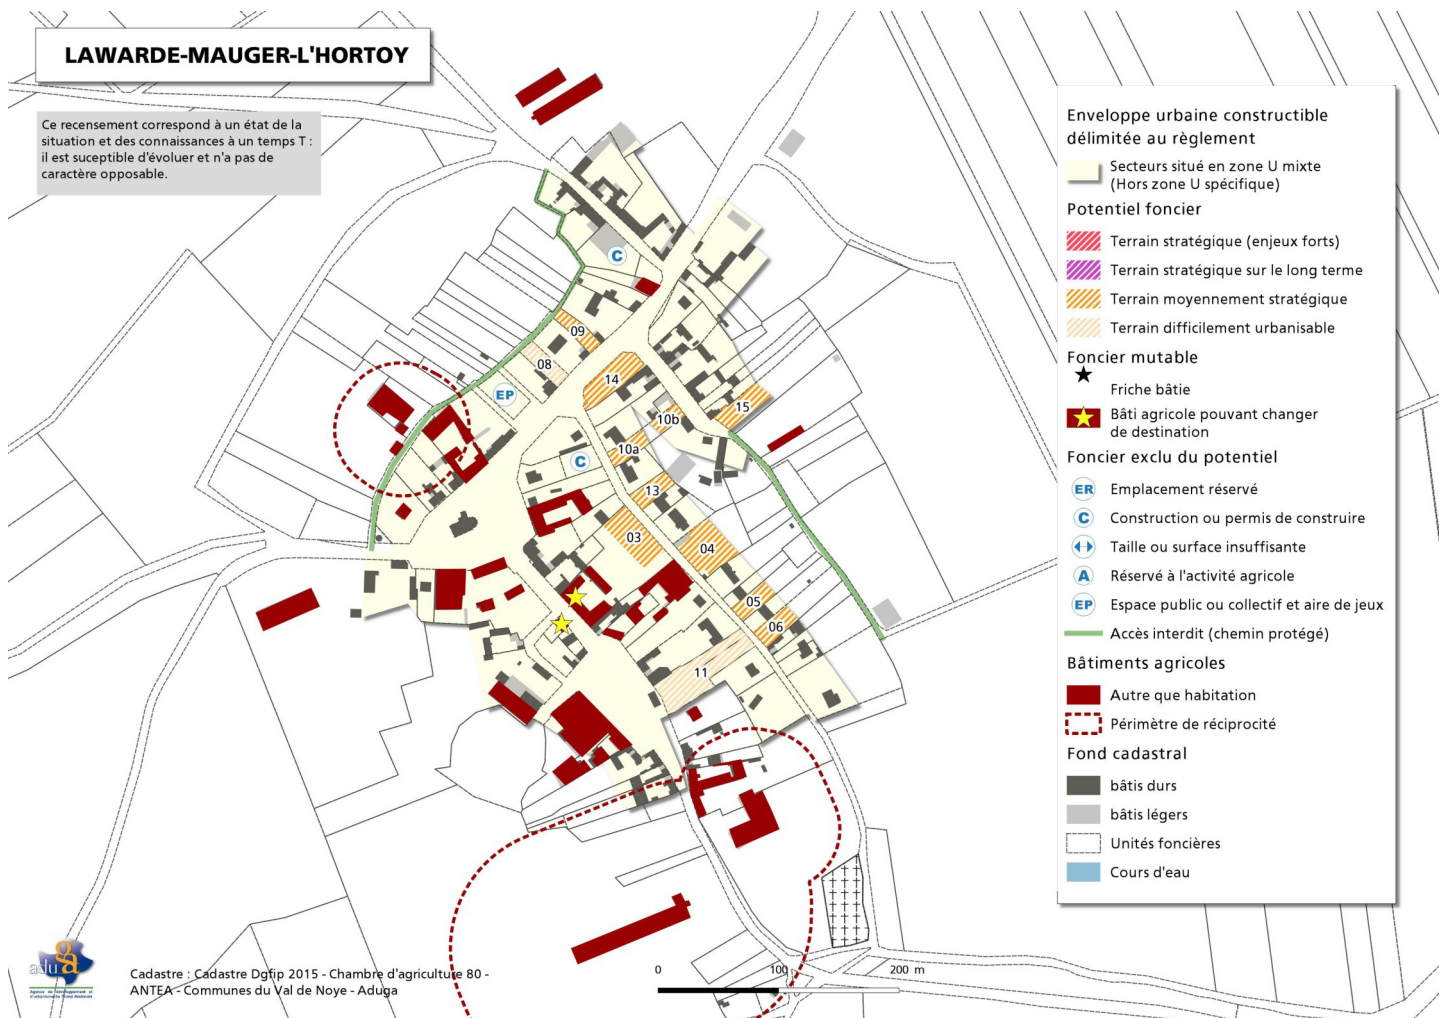 LAWARDE-MAUGER-L'HORTOY
Ce recensement correspond à un état de la
situation et des connaissances à un temps T :
il est suceptible d'évoluer et n'a pas de
caractère opposable.
Enveloppe urbaine constructible
délimitée au règlement
Secteurs situé en zone U mixte
(Hors zone U spécifique)
Potentiel foncier
Terrain stratégique (enjeux forts)
Terrain stratégique sur le long terme
Terrain moyennement stratégique
Terrain difficilement urbanisable
Foncier mutable
Friche bâtie
Bâti agricole pouvant changer
de destination
Foncier exclu du potentiel
ER Emplacement réservé
C Construction ou permis de construire
Taille ou surface insuffisante
A Réservé à l'activité agricole
EP Espace public ou collectif et aire de jeux
Accès interdit (chemin protégé)
Bâtiments agricoles
Autre que habitation
Périmètre de réciprocité
Fond cadastral
bâtis durs
bâtis légers
Unités foncières
Cours d'eau
C
09
08
14
EP
15
10b
10a
C
13
03
04
05
06
11
aduga
Cadastre : Cadastre Dgfip 2015 - Chambre d'agriculture 80 -
ANTEA - Communes du Val de Noye - Aduga
0 100 200 m